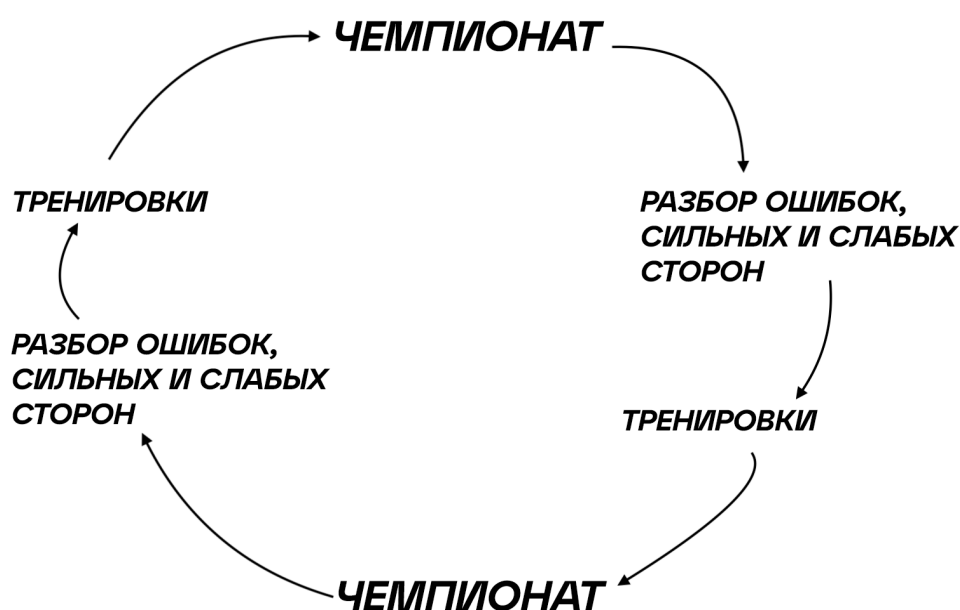 ЧЕМПИОНАТ
РАЗБОР ОШИБОК,
СИЛЬНЫХ И СЛАБЫХ
СТОРОН
ТРЕНИРОВКИ
ЧЕМПИОНАТ
РАЗБОР ОШИБОК,
СИЛЬНЫХ И СЛАБЫХ
СТОРОН
ТРЕНИРОВКИ